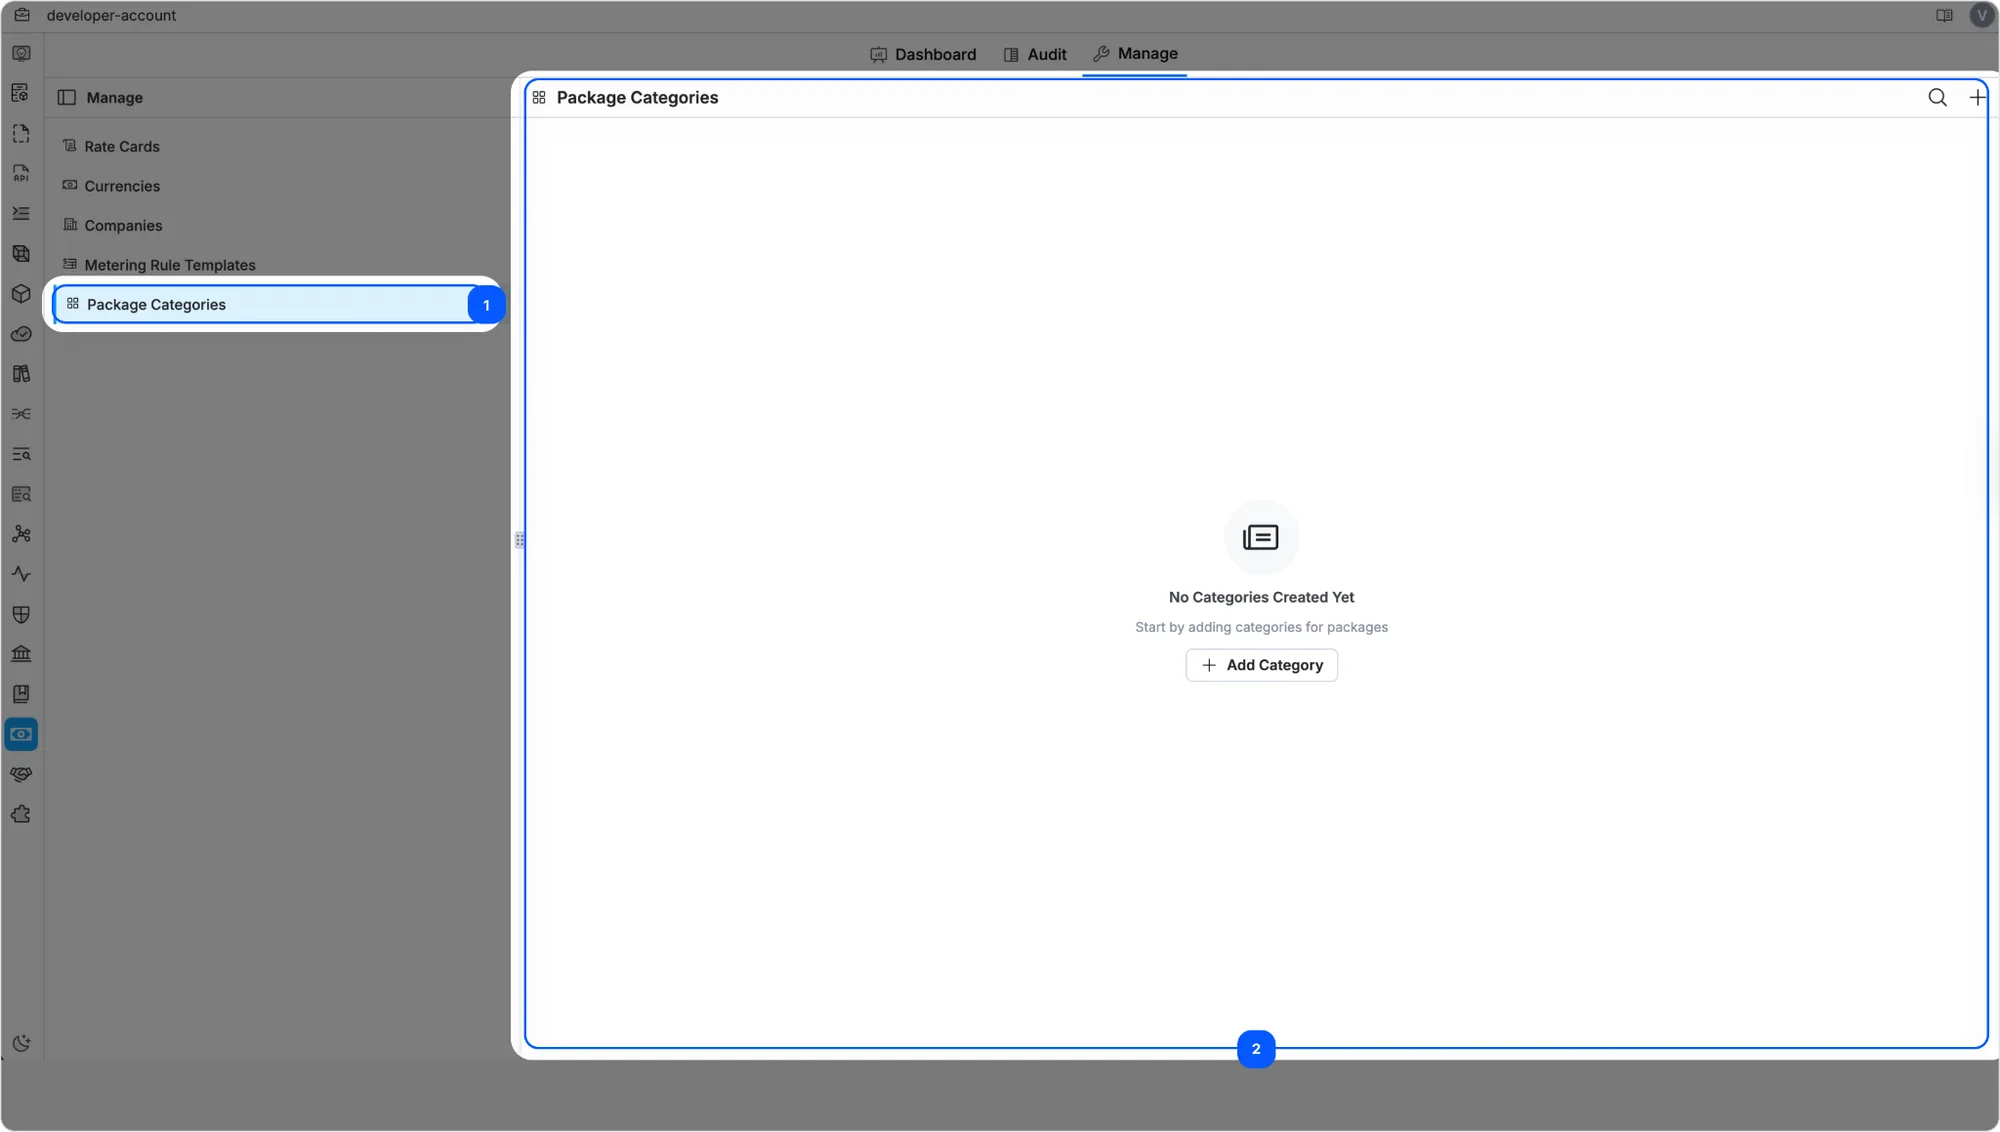 developer-account
V
Dashboard
Audit
Manage
Manage
Package Categories
API
Rate Cards
Currencies
Companies
Metering Rule Templates
Package Categories
1
No Categories Created Yet
Start by adding categories for packages
Add Category
2